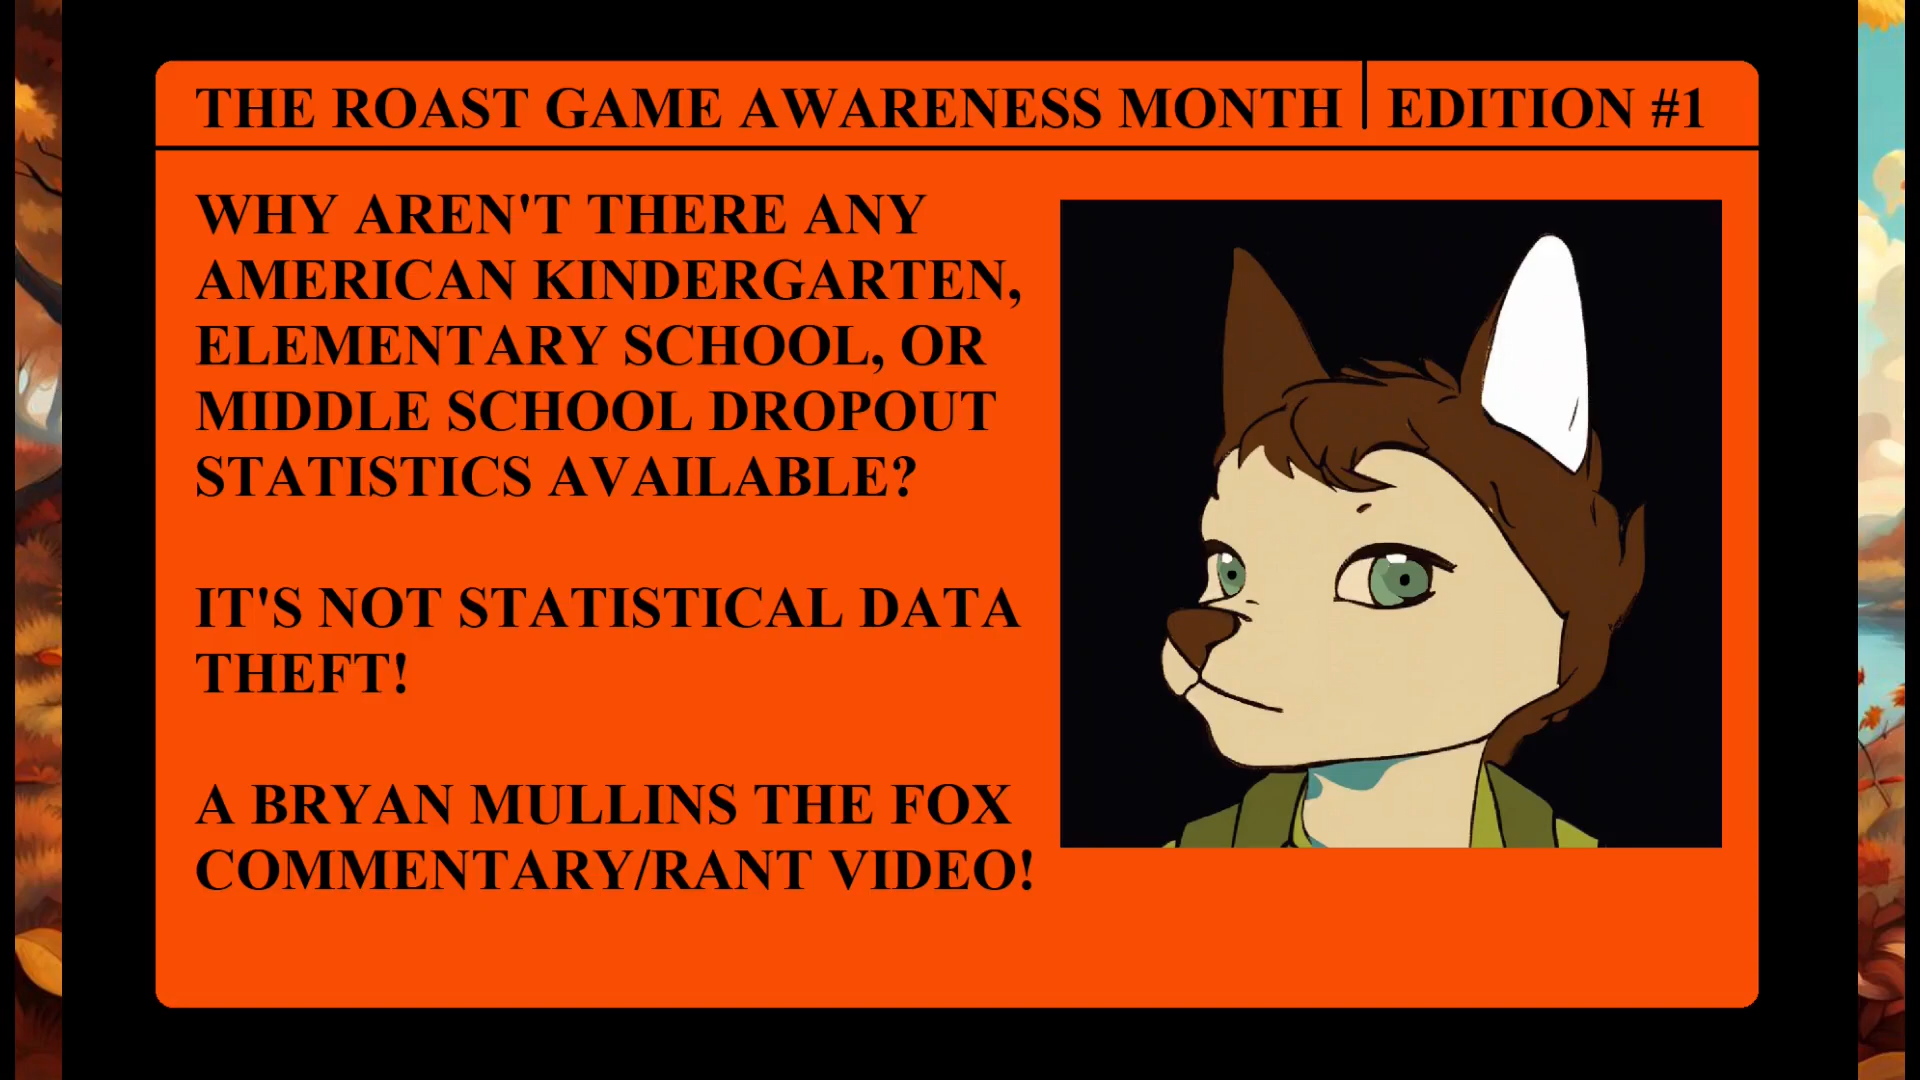 THE ROAST GAME AWARENESS MONTH
EDITION #1
WHY AREN'T THERE ANY
AMERICAN KINDERGARTEN,
ELEMENTARY SCHOOL, OR
MIDDLE SCHOOL DROPOUT
STATISTICS AVAILABLE?
IT'S NOT STATISTICAL DATA
THEFT!
A BRYAN MULLINS THE FOX
COMMENTARY/RANT VIDEO!